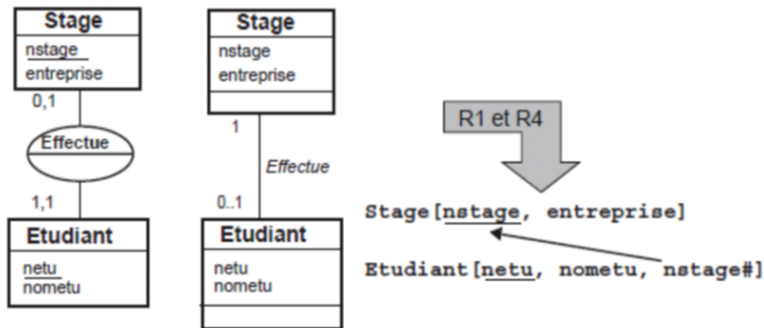 Stage
nstage
entreprise
0,1
Effectue
1,1
Etudiant
netu
nometu
Stage
nstage
entreprise
1
Effectue
0..1
Etudiant
netu
nometu
R1 et R4
Stage[nstage, entreprise]
Etudiant[netu, nometu, nstage#]